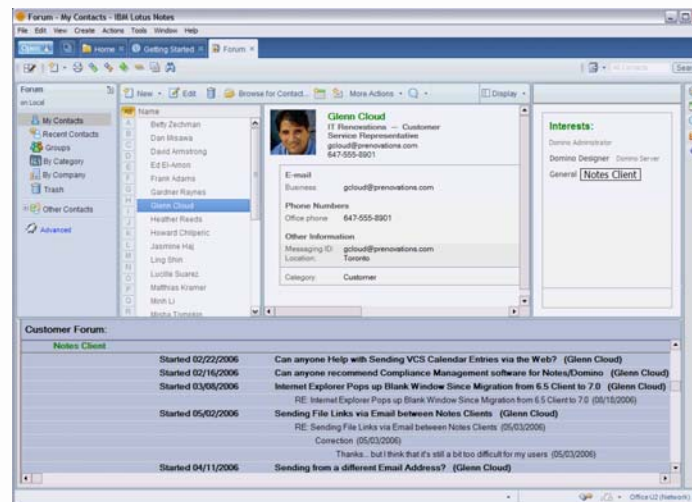 Forum - My Contacts - IBM Lotus Notes
File Edit View Create Actions Tools Window Help
Open Home Getting Started Forum
Forum
on Local
New Edit Browse for Contact... More Actions Display
My Contacts
Recent Contacts
Groups
By Category
By Company
Trash
Other Contacts
Advanced
Name
Betty Zechman
Dan Misawa
David Armstrong
Ed El-Amon
Frank Adams
Gardner Raynes
Glenn Cloud
Heather Reeds
Howard Chilperic
Jasmine Haj
Ling Shin
Lucille Suarez
Matthias Kramer
Minh Li
Misha Tompkin
Glenn Cloud
IT Renovations -- Customer
Service Representative
gcloud@prenovations.com
647-555-8901
E-mail
Business: gcloud@prenovations.com
Phone Numbers
Office phone 647-555-8901
Other Information
Messaging ID: gcloud@prenovations.com
Location: Toronto
Category: Customer
Interests:
Domino Administrator
Domino Designer Domino Server
General Notes Client
Customer Forum:
Notes Client
Started 02/22/2006 Can anyone Help with Sending VCS Calendar Entries via the Web? (Glenn Cloud)
Started 02/16/2006 Can anyone recommend Compliance Management software for Notes/Domino (Glenn Cloud)
Started 03/08/2006 Internet Explorer Pops up Blank Window Since Migration from 6.5 Client to 7.0 (Glenn Cloud)
RE: Internet Explorer Pops up Blank Window Since Migration from 6.5 Client to 7.0 (08/18/2006)
Started 05/02/2006 Sending File Links via Email between Notes Clients (Glenn Cloud)
RE: Sending File Links via Email between Notes Clients (05/03/2006)
Correction (05/03/2006)
Thanks... but I think that it's still a bit too difficult for my users (05/03/2006)
Started 04/11/2006 Sending from a different Email Address? (Glenn Cloud)
Office U2 (Network)